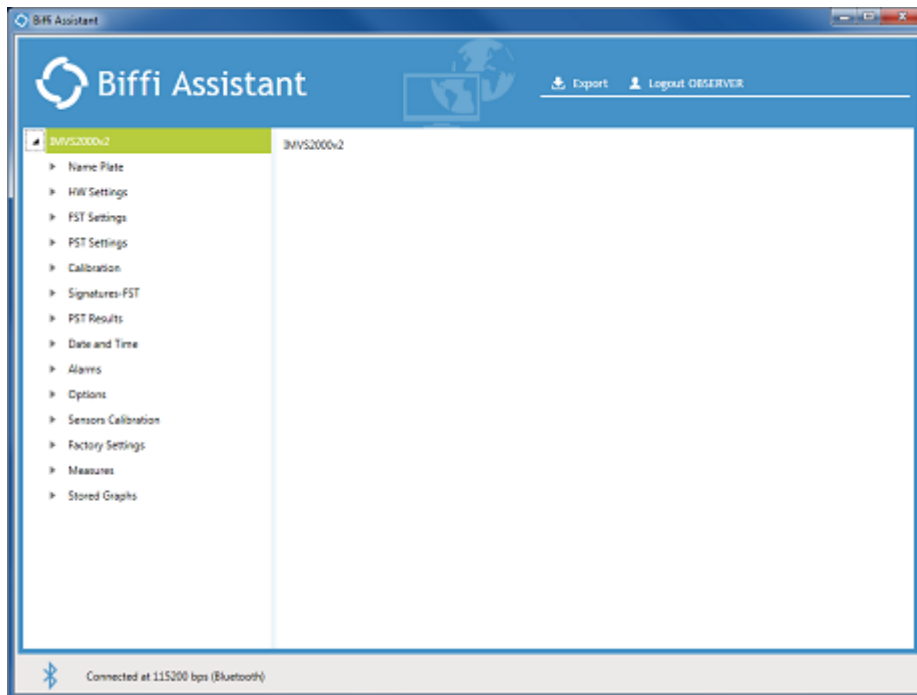 Biffi Assistant
Biffi Assistant
Export Logout OBSERVER
IMVS2000v2
IMVS2000v2
Name Plate
HW Settings
FST Settings
PST Settings
Calibration
Signatures-FST
PST Results
Date and Time
Alarms
Options
Sensors Calibration
Factory Settings
Measures
Stored Graphs
Connected at 115200 bps (Bluetooth)